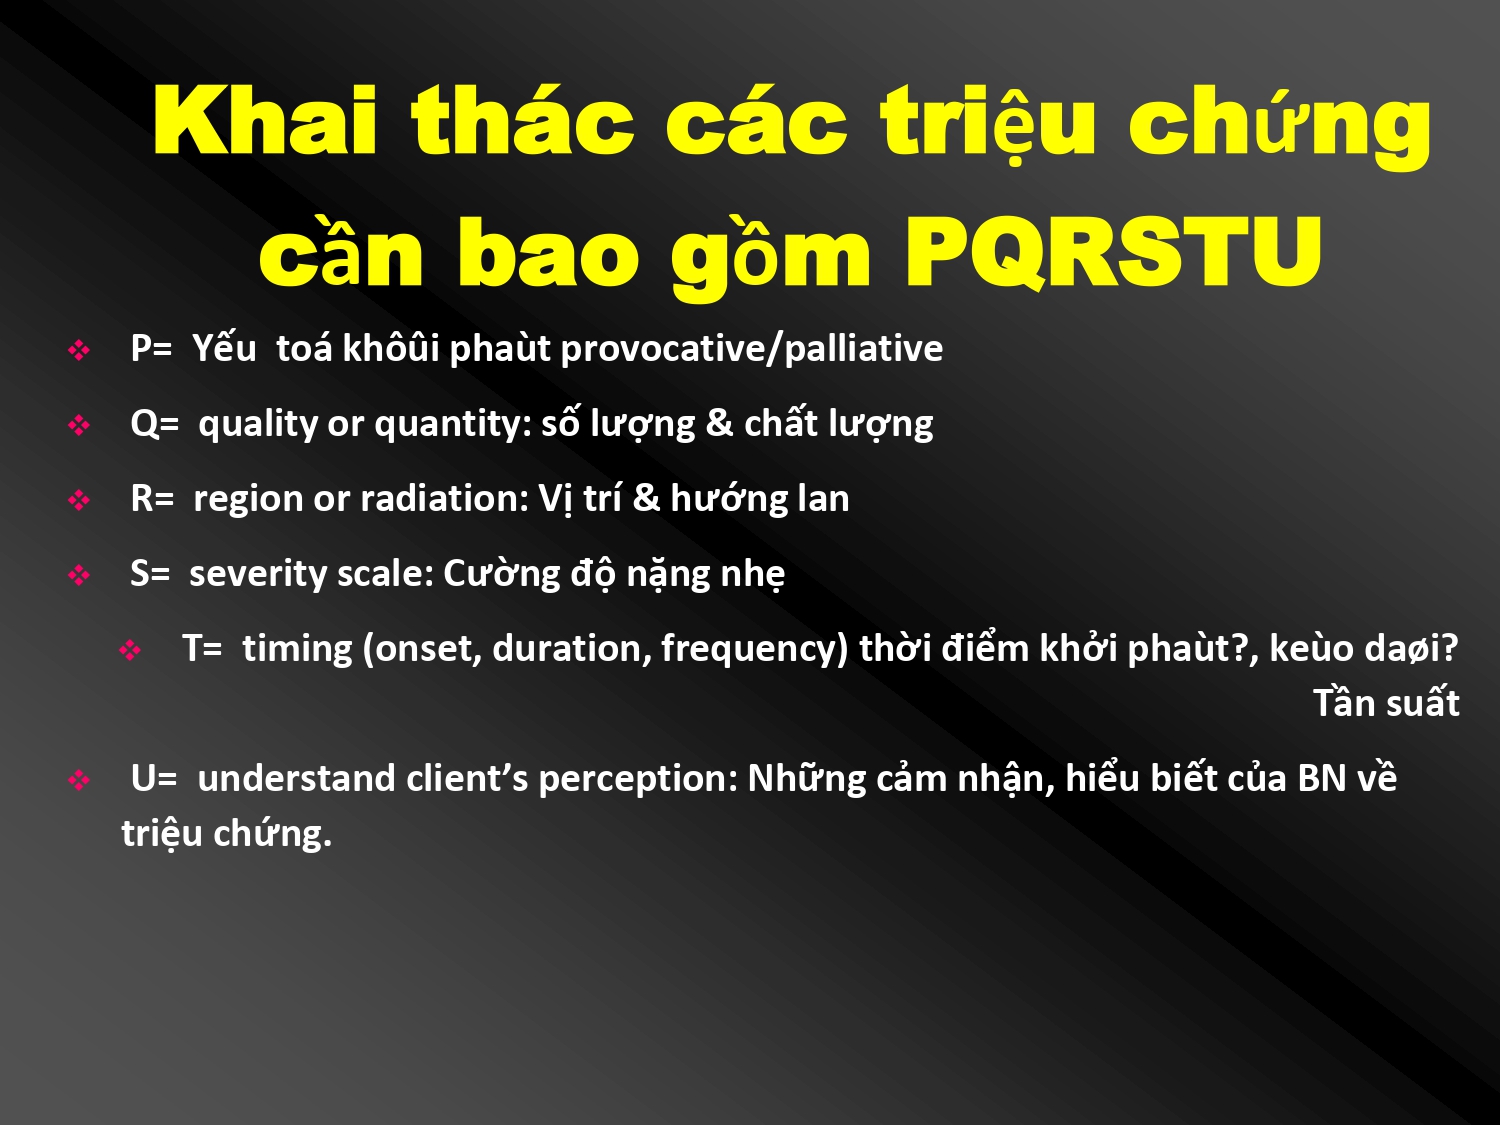 Khai thác các triệu chứng
cần bao gồm PQRSTU
P= Yếu toá khôûi phaùt provocative/palliative
Q= quality or quantity: số lượng & chất lượng
R= region or radiation: Vị trí & hướng lan
S= severity scale: Cường độ nặng nhẹ
T= timing (onset, duration, frequency) thời điểm khởi phaùt?, keùo daøi?
Tần suất
U= understand client’s perception: Những cảm nhận, hiểu biết của BN về
triệu chứng.